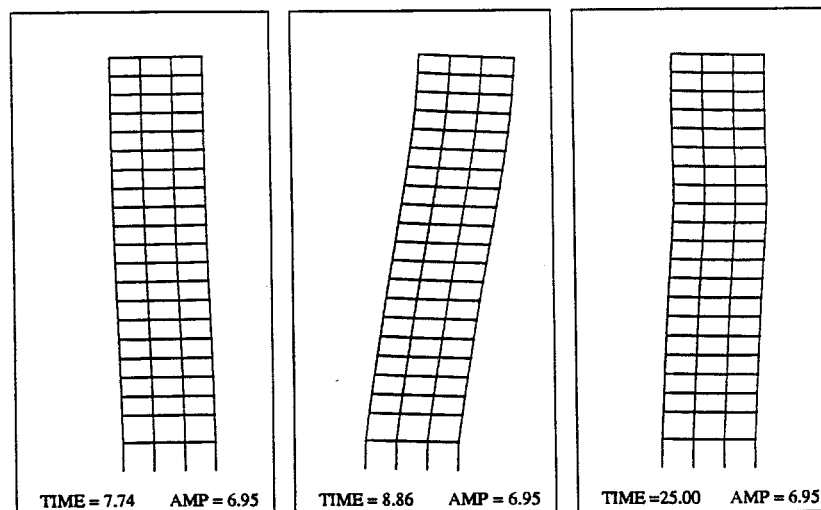 TIME = 7.74 AMP = 6.95
TIME = 8.86 AMP = 6.95
TIME =25.00 AMP = 6.95